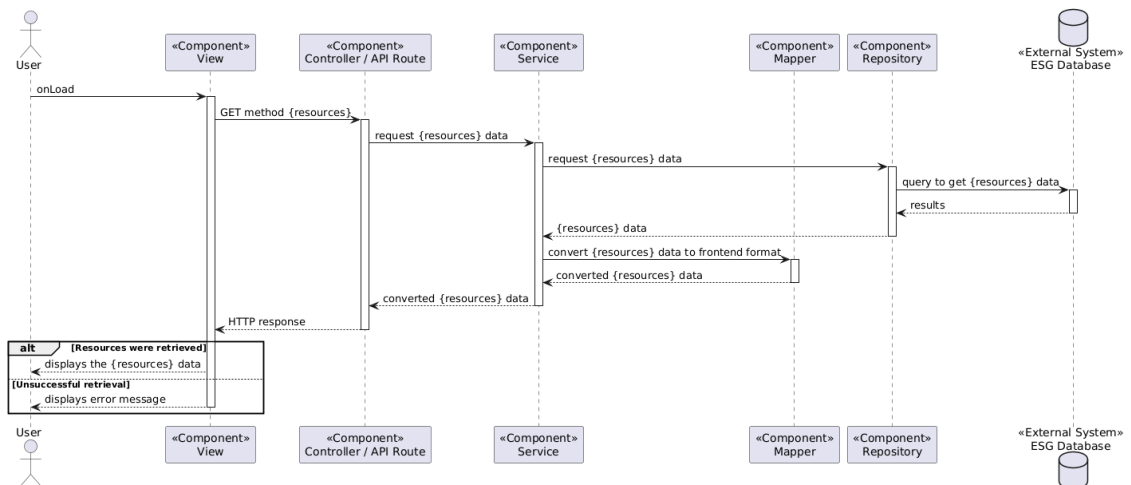 User
«Component»
View
«Component»
Controller / API Route
«Component»
Service
«Component»
Mapper
«Component»
Repository
«External System»
ESG Database
onLoad
GET method {resources}
request {resources} data
request {resources} data
query to get {resources} data
results
{resources} data
convert {resources} data to frontend format
converted {resources} data
converted {resources} data
HTTP response
alt [Resources were retrieved]
displays the {resources} data
[Unsuccessful retrieval]
displays error message
User
«Component»
View
«Component»
Controller / API Route
«Component»
Service
«Component»
Mapper
«Component»
Repository
«External System»
ESG Database